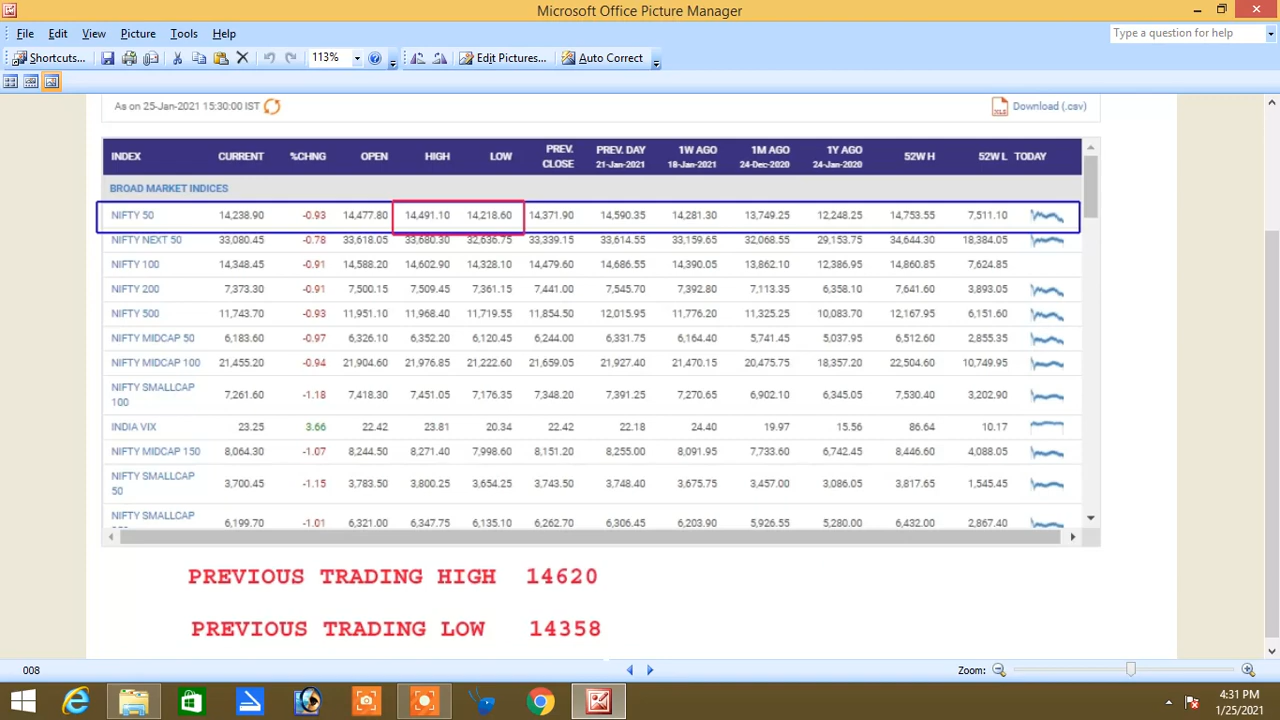 Microsoft Office Picture Manager
File Edit View Picture Tools Help
Type a question for help
Shortcuts... 113% Edit Pictures... Auto Correct
As on 25-Jan-2021 15:30:00 IST Download (.csv)
INDEX CURRENT %CHNG OPEN HIGH LOW PREV. CLOSE PREV. DAY 21-Jan-2021 1W AGO 18-Jan-2021 1M AGO 24-Dec-2020 1Y AGO 24-Jan-2020 52W H 52W L TODAY
BROAD MARKET INDICES
NIFTY 50 14,238.90 -0.93 14,477.80 14,491.10 14,218.60 14,371.90 14,590.35 14,281.30 13,749.25 12,248.25 14,753.55 7,511.10
NIFTY NEXT 50 33,080.45 -0.78 33,618.05 33,680.30 32,636.75 33,339.15 33,614.55 33,159.65 32,068.55 29,153.75 34,644.30 18,384.05
NIFTY 100 14,348.45 -0.91 14,588.20 14,602.90 14,328.10 14,479.60 14,686.55 14,390.05 13,862.10 12,386.95 14,860.85 7,624.85
NIFTY 200 7,373.30 -0.91 7,500.15 7,509.45 7,361.15 7,441.00 7,545.70 7,392.80 7,113.35 6,358.10 7,641.60 3,893.05
NIFTY 500 11,743.70 -0.93 11,951.10 11,968.40 11,719.55 11,854.50 12,015.95 11,776.20 11,325.25 10,083.70 12,167.95 6,151.60
NIFTY MIDCAP 50 6,183.60 -0.97 6,326.10 6,352.20 6,120.45 6,244.00 6,331.75 6,164.40 5,741.45 5,037.95 6,512.60 2,855.35
NIFTY MIDCAP 100 21,455.20 -0.94 21,904.60 21,976.85 21,222.60 21,659.05 21,927.40 21,470.15 20,475.75 18,357.20 22,504.60 10,749.95
NIFTY SMALLCAP 100 7,261.60 -1.18 7,418.30 7,451.05 7,176.35 7,348.20 7,391.25 7,270.65 6,902.10 6,345.05 7,530.40 3,202.90
INDIA VIX 23.25 3.66 22.42 23.81 20.34 22.42 22.18 24.40 19.97 15.56 86.64 10.17
NIFTY MIDCAP 150 8,064.30 -1.07 8,244.50 8,271.40 7,998.60 8,151.20 8,255.00 8,091.95 7,733.60 6,742.45 8,446.60 4,088.05
NIFTY SMALLCAP 50 3,700.45 -1.15 3,783.50 3,800.25 3,654.25 3,743.50 3,748.40 3,675.75 3,457.00 3,086.05 3,817.65 1,545.45
NIFTY SMALLCAP 6,199.70 -1.01 6,321.00 6,347.75 6,135.10 6,262.70 6,306.45 6,203.90 5,926.55 5,280.00 6,432.00 2,867.40
PREVIOUS TRADING HIGH 14620
PREVIOUS TRADING LOW 14358
008 Zoom:
4:31 PM
1/25/2021